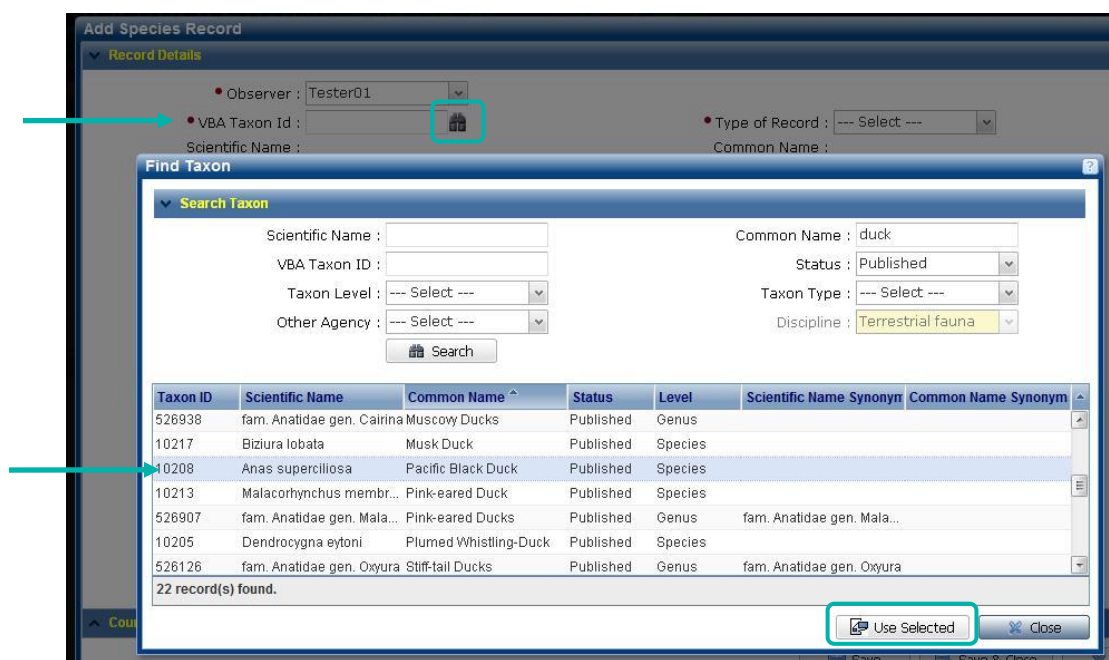 Add Species Record
Record Details
Observer : Tester01
VBA Taxon Id :
Type of Record : --- Select ---
Scientific Name :
Common Name :
Find Taxon
?
Search Taxon
Scientific Name :
Common Name : duck
VBA Taxon ID :
Status : Published
Taxon Level : --- Select ---
Taxon Type : --- Select ---
Other Agency : --- Select ---
Discipline : Terrestrial fauna
Search
Taxon ID Scientific Name Common Name Status Level Scientific Name Synonym Common Name Synonym
526938 fam. Anatidae gen. Cairina Muscovy Ducks Published Genus
10217 Biziura lobata Musk Duck Published Species
10208 Anas superciliosa Pacific Black Duck Published Species
10213 Malacorhynchus membr... Pink-eared Duck Published Species
526907 fam. Anatidae gen. Mala... Pink-eared Ducks Published Genus fam. Anatidae gen. Mala...
10205 Dendrocygna eytoni Plumed Whistling-Duck Published Species
526126 fam. Anatidae gen. Oxyura Stiff-tail Ducks Published Genus fam. Anatidae gen. Oxyura
22 record(s) found.
Cou
Use Selected Close
Save Save & Close